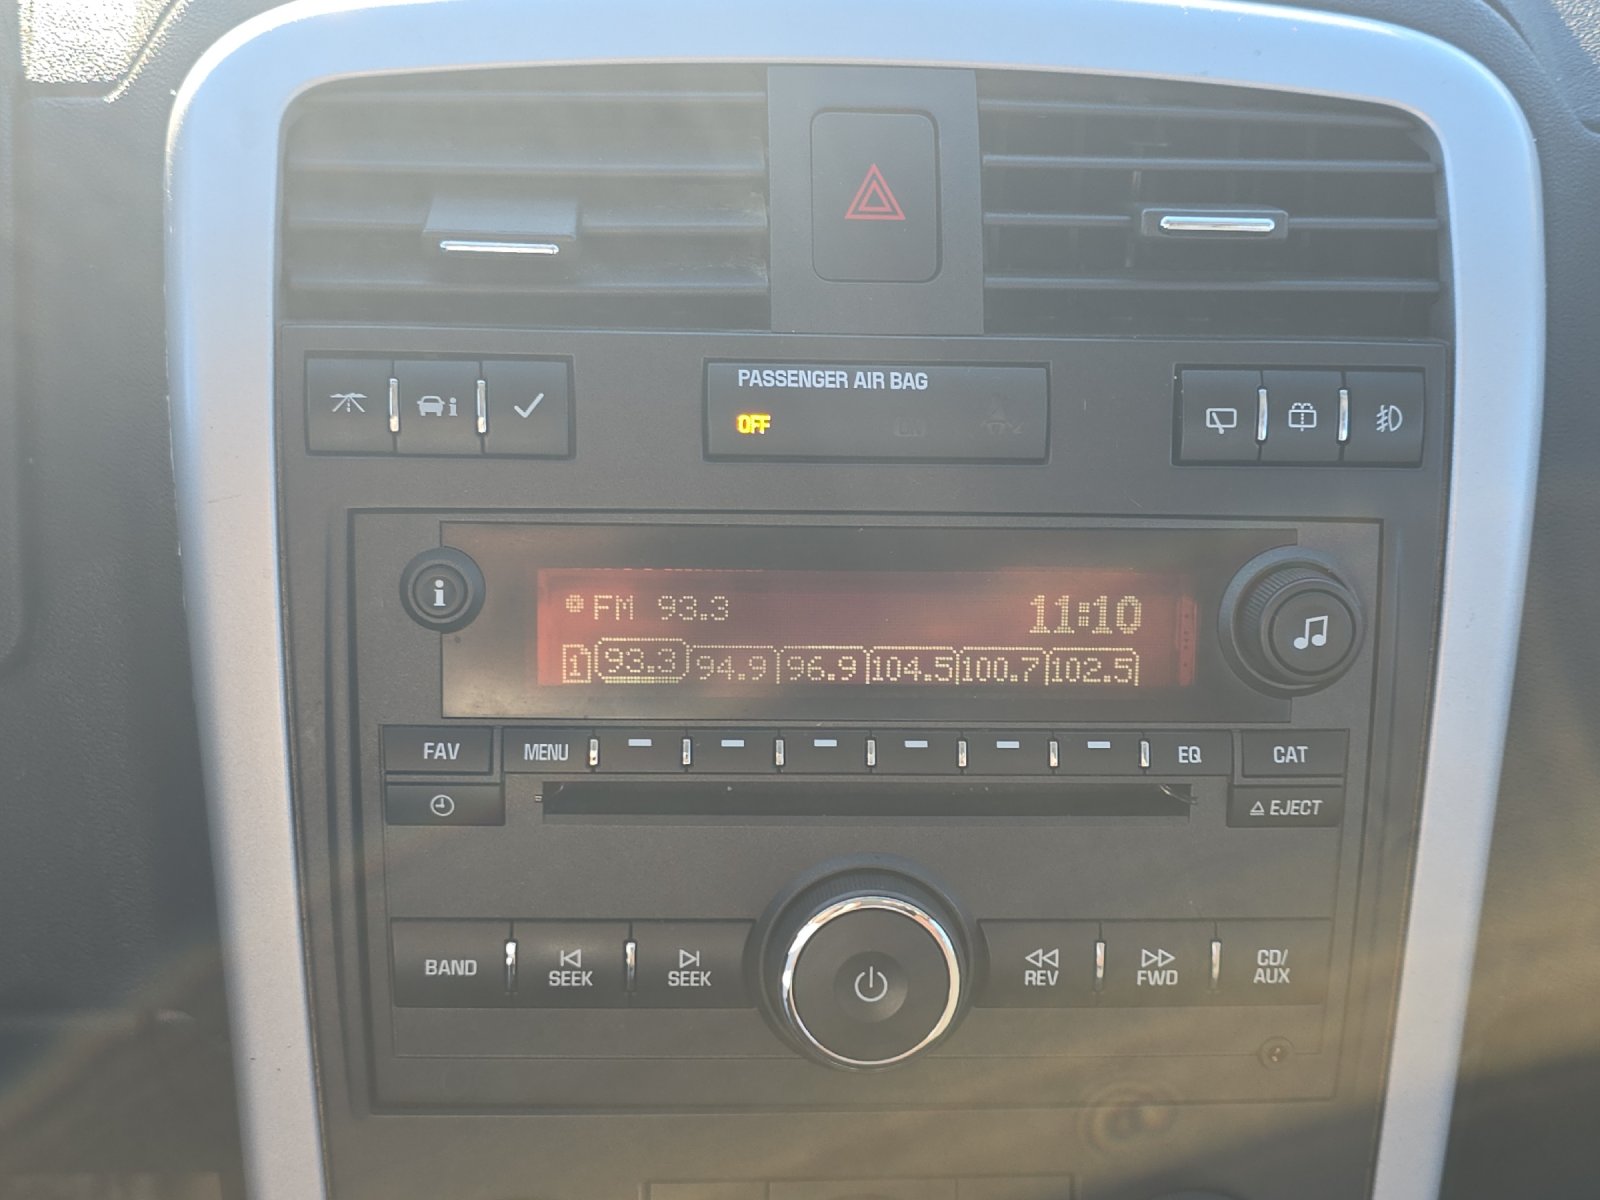 PASSENGER AIR BAG
OFF
i
i
FM 93.3 11:10
1 93.3 94.9 96.9 104.5 100.7 102.5
FAV MENU EQ CAT
EJECT
BAND SEEK SEEK REV FWD CD/
AUX